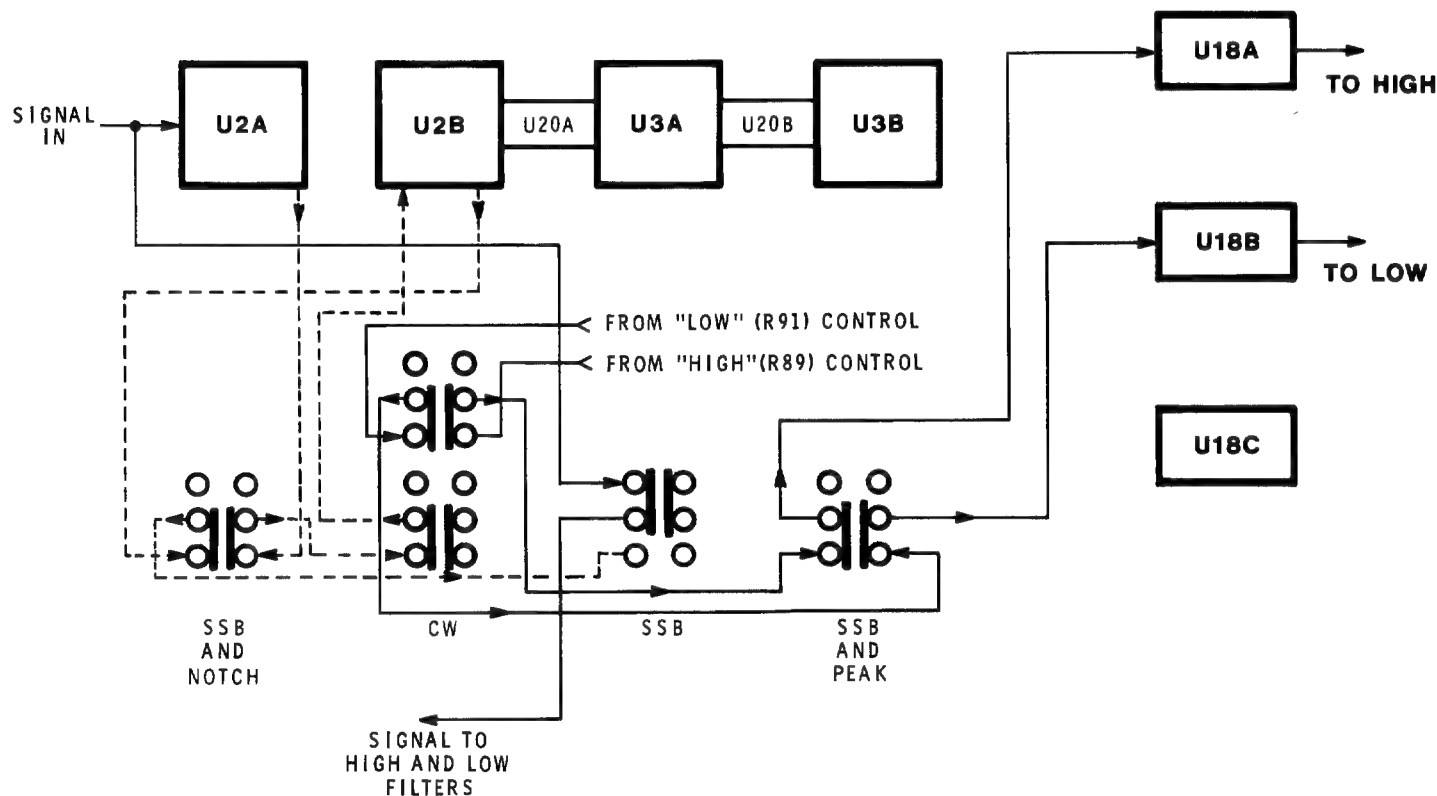 U18A
TO HIGH
SIGNAL
IN
U2A
U2B
U20A
U3A
U20B
U3B
U18B
TO LOW
FROM "LOW" (R91) CONTROL
FROM "HIGH"(R89) CONTROL
U18C
SSB
AND
NOTCH
CW
SSB
SSB
AND
PEAK
SIGNAL TO
HIGH AND LOW
FILTERS